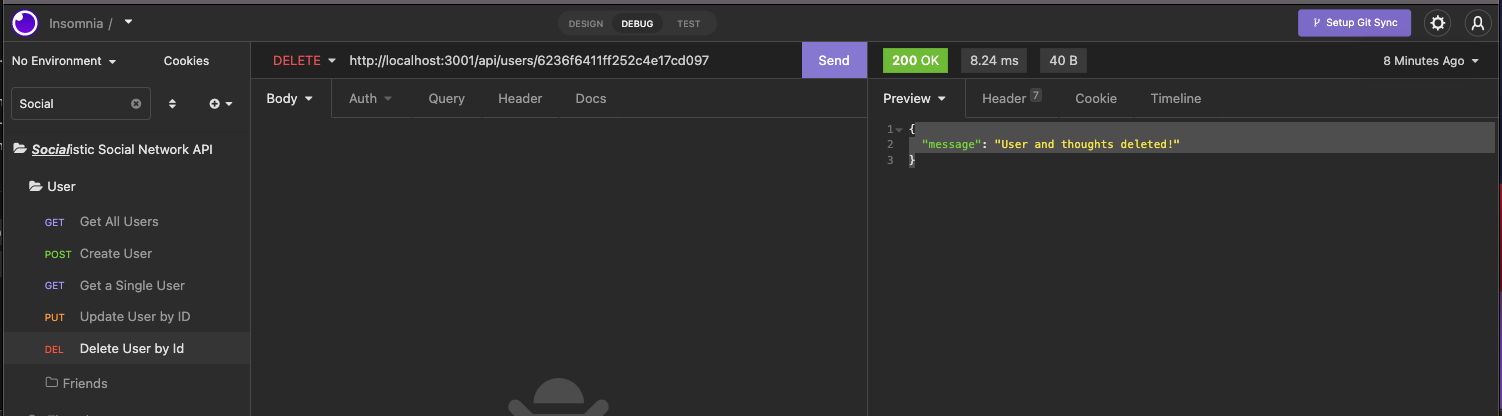 Insomnia /
DESIGN DEBUG TEST
Setup Git Sync
No Environment Cookies
DELETE http://localhost:3001/api/users/6236f6411ff252c4e17cd097 Send
200 OK 8.24 ms 40 B 8 Minutes Ago
Social
Body Auth Query Header Docs
Preview Header 7 Cookie Timeline
1 {
2 "message": "User and thoughts deleted!"
3 }
Socialistic Social Network API
User
GET Get All Users
POST Create User
GET Get a Single User
PUT Update User by ID
DEL Delete User by Id
Friends